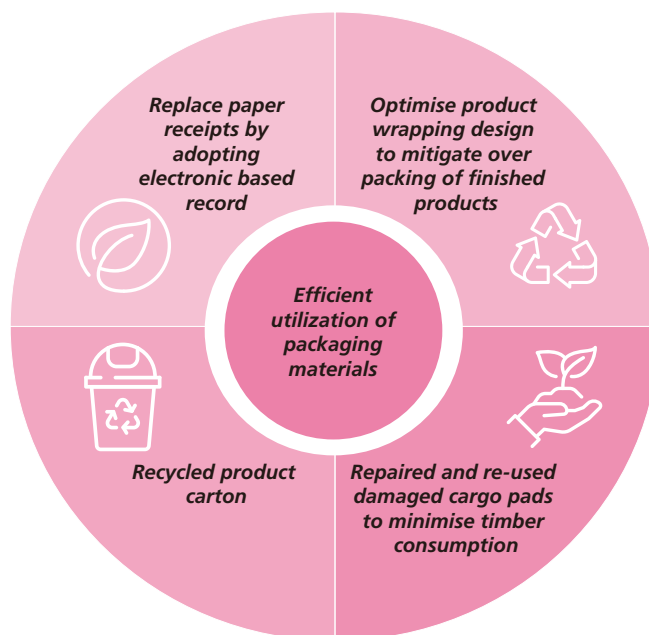 Replace paper
receipts by
adopting
electronic based
record
Optimise product
wrapping design
to mitigate over
packing of finished
products
Efficient
utilization of
packaging
materials
Recycled product
carton
Repaired and re-used
damaged cargo pads
to minimise timber
consumption